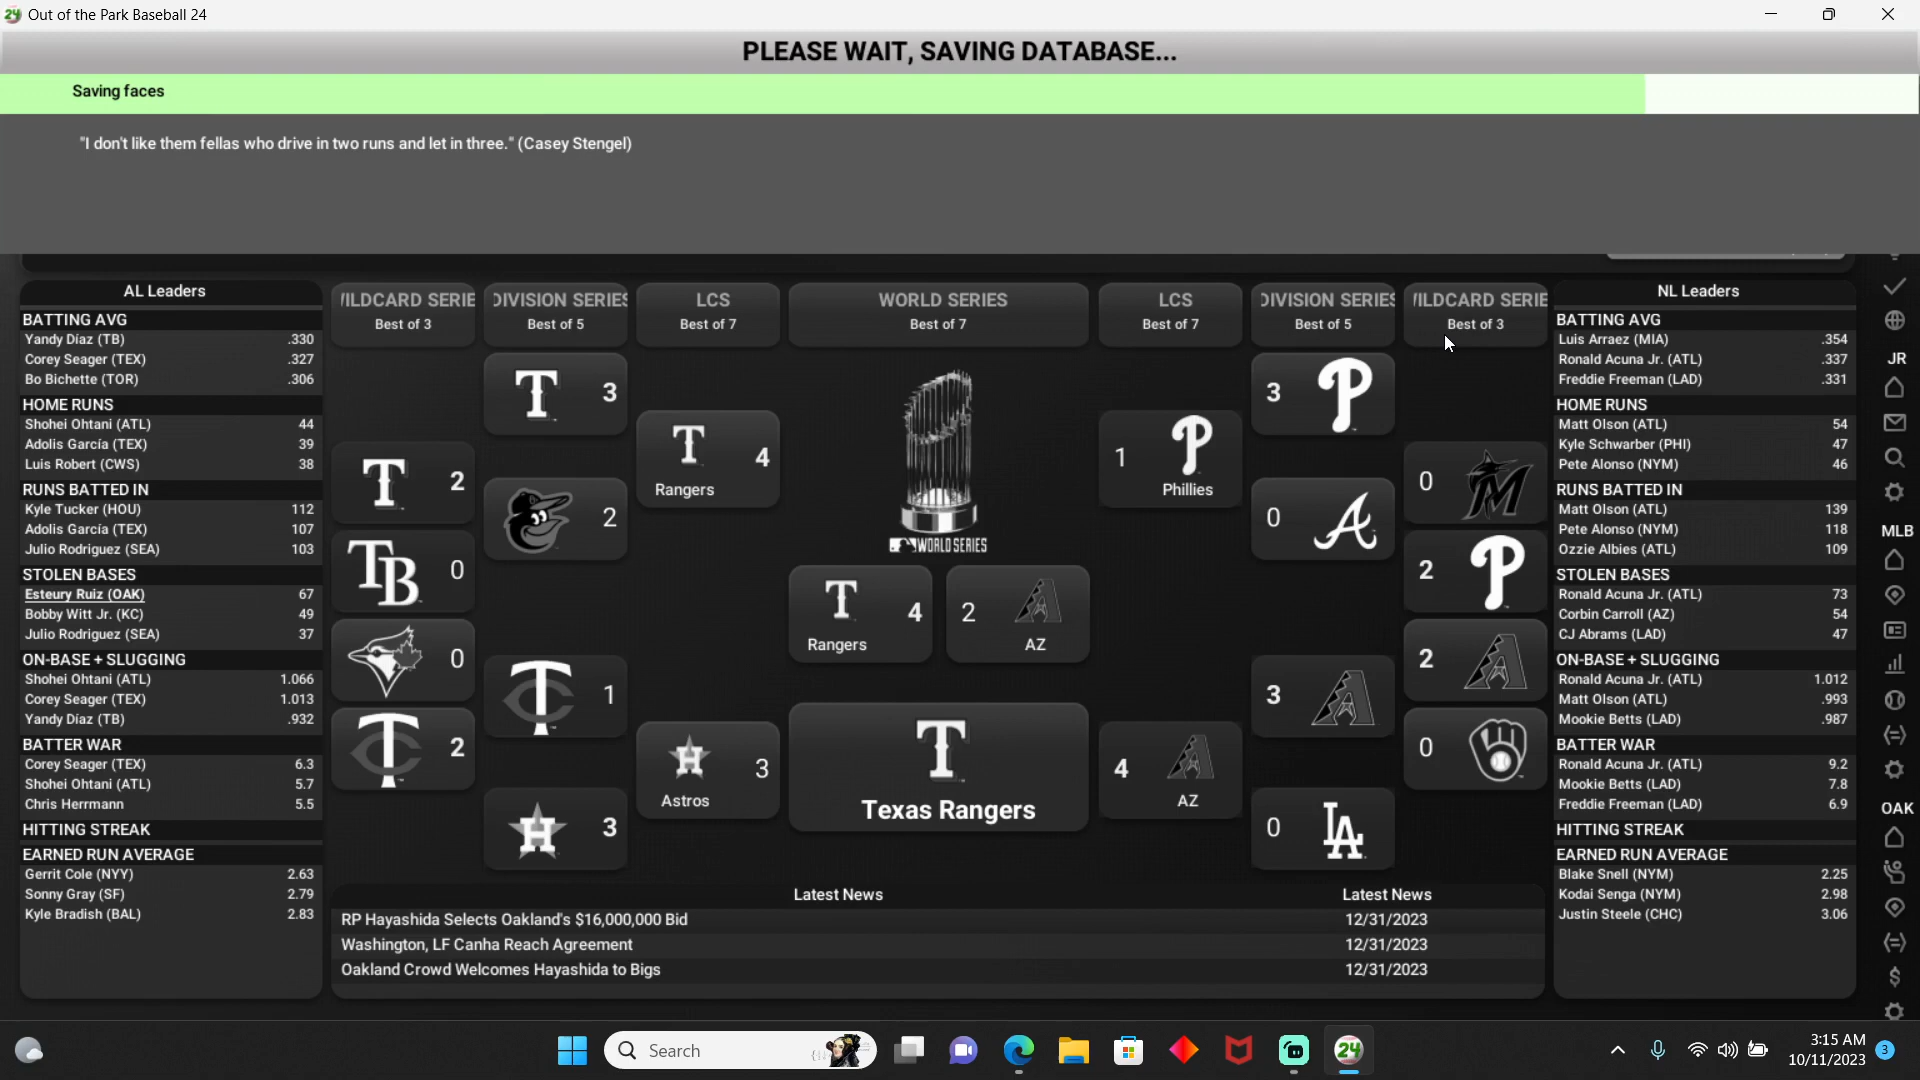 Out of the Park Baseball 24
PLEASE WAIT, SAVING DATABASE...
Saving faces
"I don't like them fellas who drive in two runs and let in three." (Casey Stengel)
AL Leaders
BATTING AVG
Yandy Díaz (TB) .330
Corey Seager (TEX) .327
Bo Bichette (TOR) .306
HOME RUNS
Shohei Ohtani (ATL) 44
Adolis García (TEX) 39
Luis Robert (CWS) 38
RUNS BATTED IN
Kyle Tucker (HOU) 112
Adolis García (TEX) 107
Julio Rodriguez (SEA) 103
STOLEN BASES
Esteury Ruiz (OAK) 67
Bobby Witt Jr. (KC) 49
Julio Rodriguez (SEA) 37
ON-BASE + SLUGGING
Shohei Ohtani (ATL) 1.066
Corey Seager (TEX) 1.013
Yandy Díaz (TB) .932
BATTER WAR
Corey Seager (TEX) 6.3
Shohei Ohtani (ATL) 5.7
Chris Herrmann 5.5
HITTING STREAK
EARNED RUN AVERAGE
Gerrit Cole (NYY) 2.63
Sonny Gray (SF) 2.79
Kyle Bradish (BAL) 2.83
ILDCARD SERIE
Best of 3
T 2
TB 0
0
TC 2
DIVISION SERIES
Best of 5
T 3
2
TC 1
H 3
LCS
Best of 7
T 4
Rangers
H 3
Astros
WORLD SERIES
Best of 7
WORLD SERIES
T 4
Rangers
2 A
AZ
T
Texas Rangers
LCS
Best of 7
1 P
Phillies
4 A
AZ
DIVISION SERIES
Best of 5
3 P
0 A
3 A
0 LA
ILDCARD SERIE
Best of 3
0 M
2 P
2 A
0
Latest News Latest News
RP Hayashida Selects Oakland's $16,000,000 Bid 12/31/2023
Washington, LF Canha Reach Agreement 12/31/2023
Oakland Crowd Welcomes Hayashida to Bigs 12/31/2023
NL Leaders
BATTING AVG
Luis Arraez (MIA) .354
Ronald Acuna Jr. (ATL) .337
Freddie Freeman (LAD) .331
HOME RUNS
Matt Olson (ATL) 54
Kyle Schwarber (PHI) 47
Pete Alonso (NYM) 46
RUNS BATTED IN
Matt Olson (ATL) 139
Pete Alonso (NYM) 118
Ozzie Albies (ATL) 109
STOLEN BASES
Ronald Acuna Jr. (ATL) 73
Corbin Carroll (AZ) 54
CJ Abrams (LAD) 47
ON-BASE + SLUGGING
Ronald Acuna Jr. (ATL) 1.012
Matt Olson (ATL) .993
Mookie Betts (LAD) .987
BATTER WAR
Ronald Acuna Jr. (ATL) 9.2
Mookie Betts (LAD) 7.8
Freddie Freeman (LAD) 6.9
HITTING STREAK
EARNED RUN AVERAGE
Blake Snell (NYM) 2.25
Kodai Senga (NYM) 2.98
Justin Steele (CHC) 3.06
JR
MLB
OAK
$
Search
24
3:15 AM
10/11/2023
3